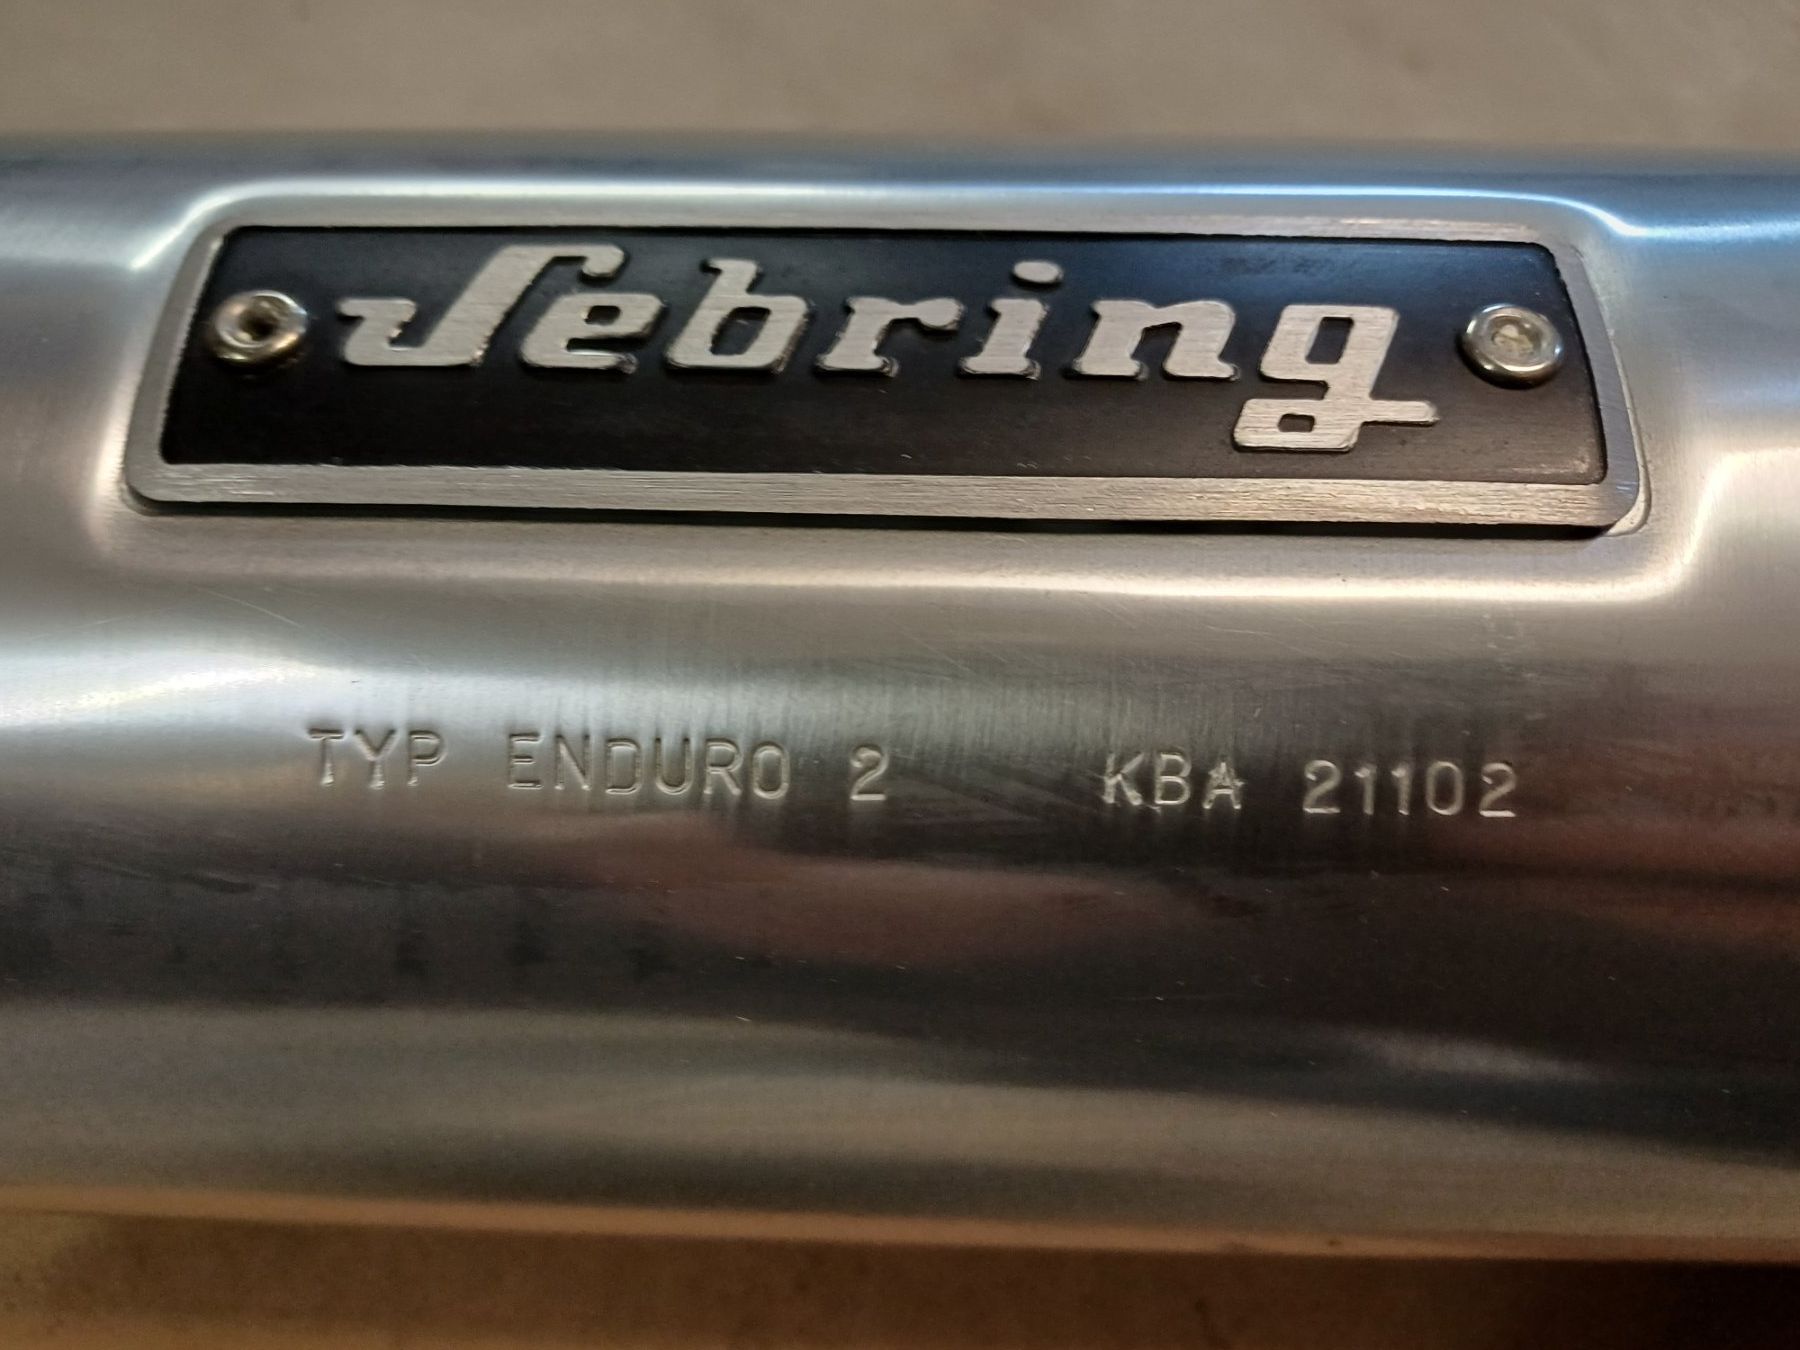 Sebring
TYP ENDURO 2 KBA 21102